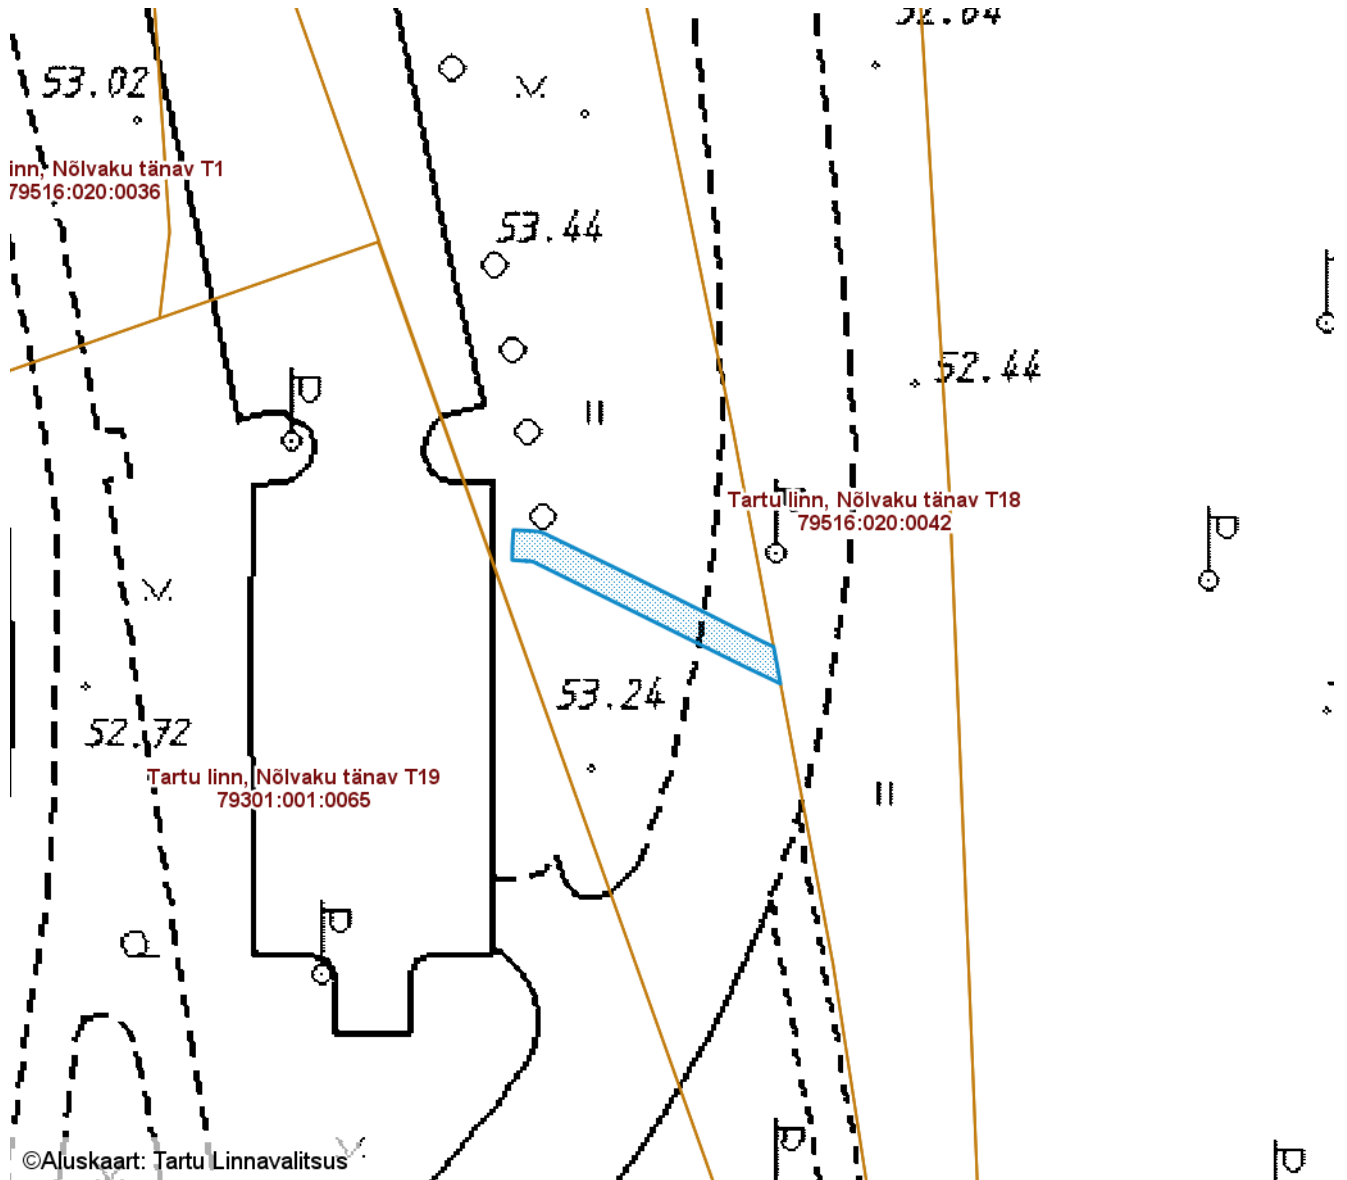 53.02
inn, Nõlvaku tänav T1
79516:020:0036
53.44
52.44
Tartu linn, Nõlvaku tänav T18
79516:020:0042
53.24
52.72
Tartu linn, Nõlvaku tänav T19
79301:001:0065
©Aluskaart: Tartu Linnavalitsus